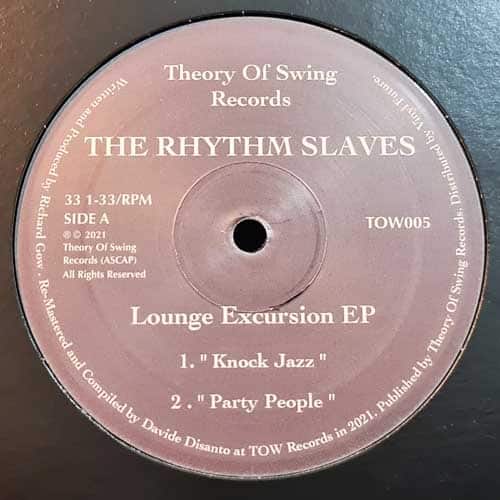 Theory Of Swing
Records
THE RHYTHM SLAVES
33 1-33/RPM
SIDE A
℗ © 2021
Theory Of Swing
Records (ASCAP)
All Rights Reserved
TOW005
Lounge Excursion EP
1. " Knock Jazz "
2 . " Party People "
Written and Produced by Richard Gow . Re-Mastered and Compiled by Davide Disanto at TOW Records in 2021, Published by Theory Of Swing Records, Distributed by Vinyl Future.